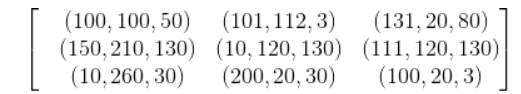 (100, 100, 50) (101, 112, 3) (131, 20, 80)
(150, 210, 130) (10, 120, 130) (111, 120, 130)
(10, 260, 30) (200, 20, 30) (100, 20, 3)